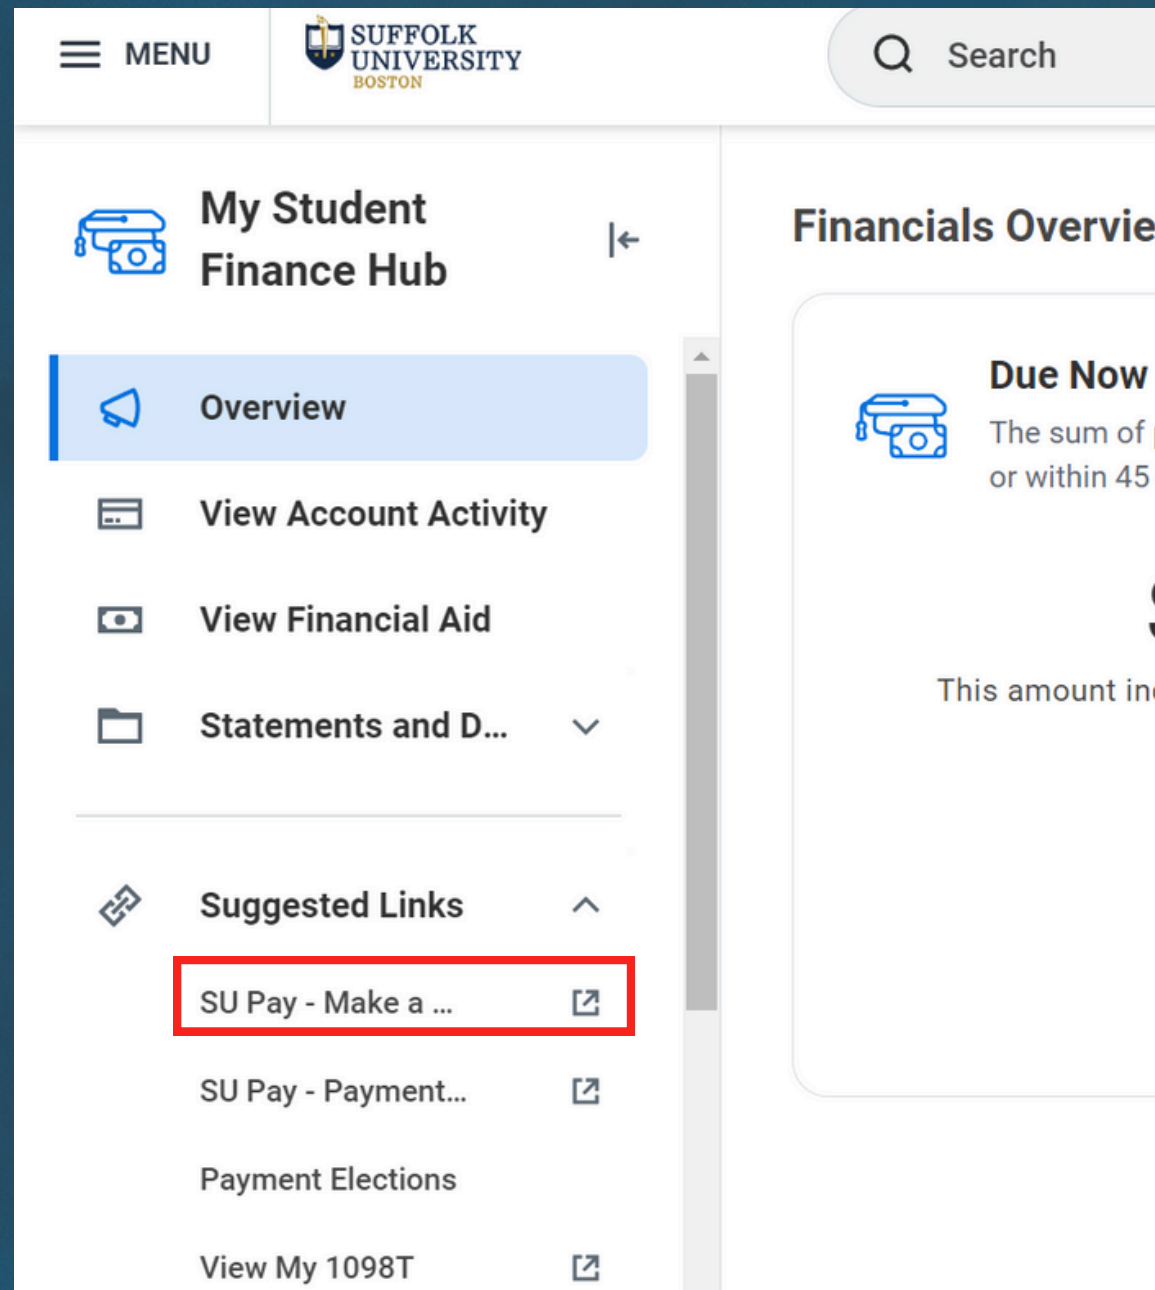 MENU
SUFFOLK
UNIVERSITY
BOSTON
Search
My Student
Finance Hub
Overview
View Account Activity
View Financial Aid
Statements and D...
Suggested Links
SU Pay - Make a ...
SU Pay - Payment...
Payment Elections
View My 1098T
Financials Overvie
Due Now
The sum of
or within 45
This amount in